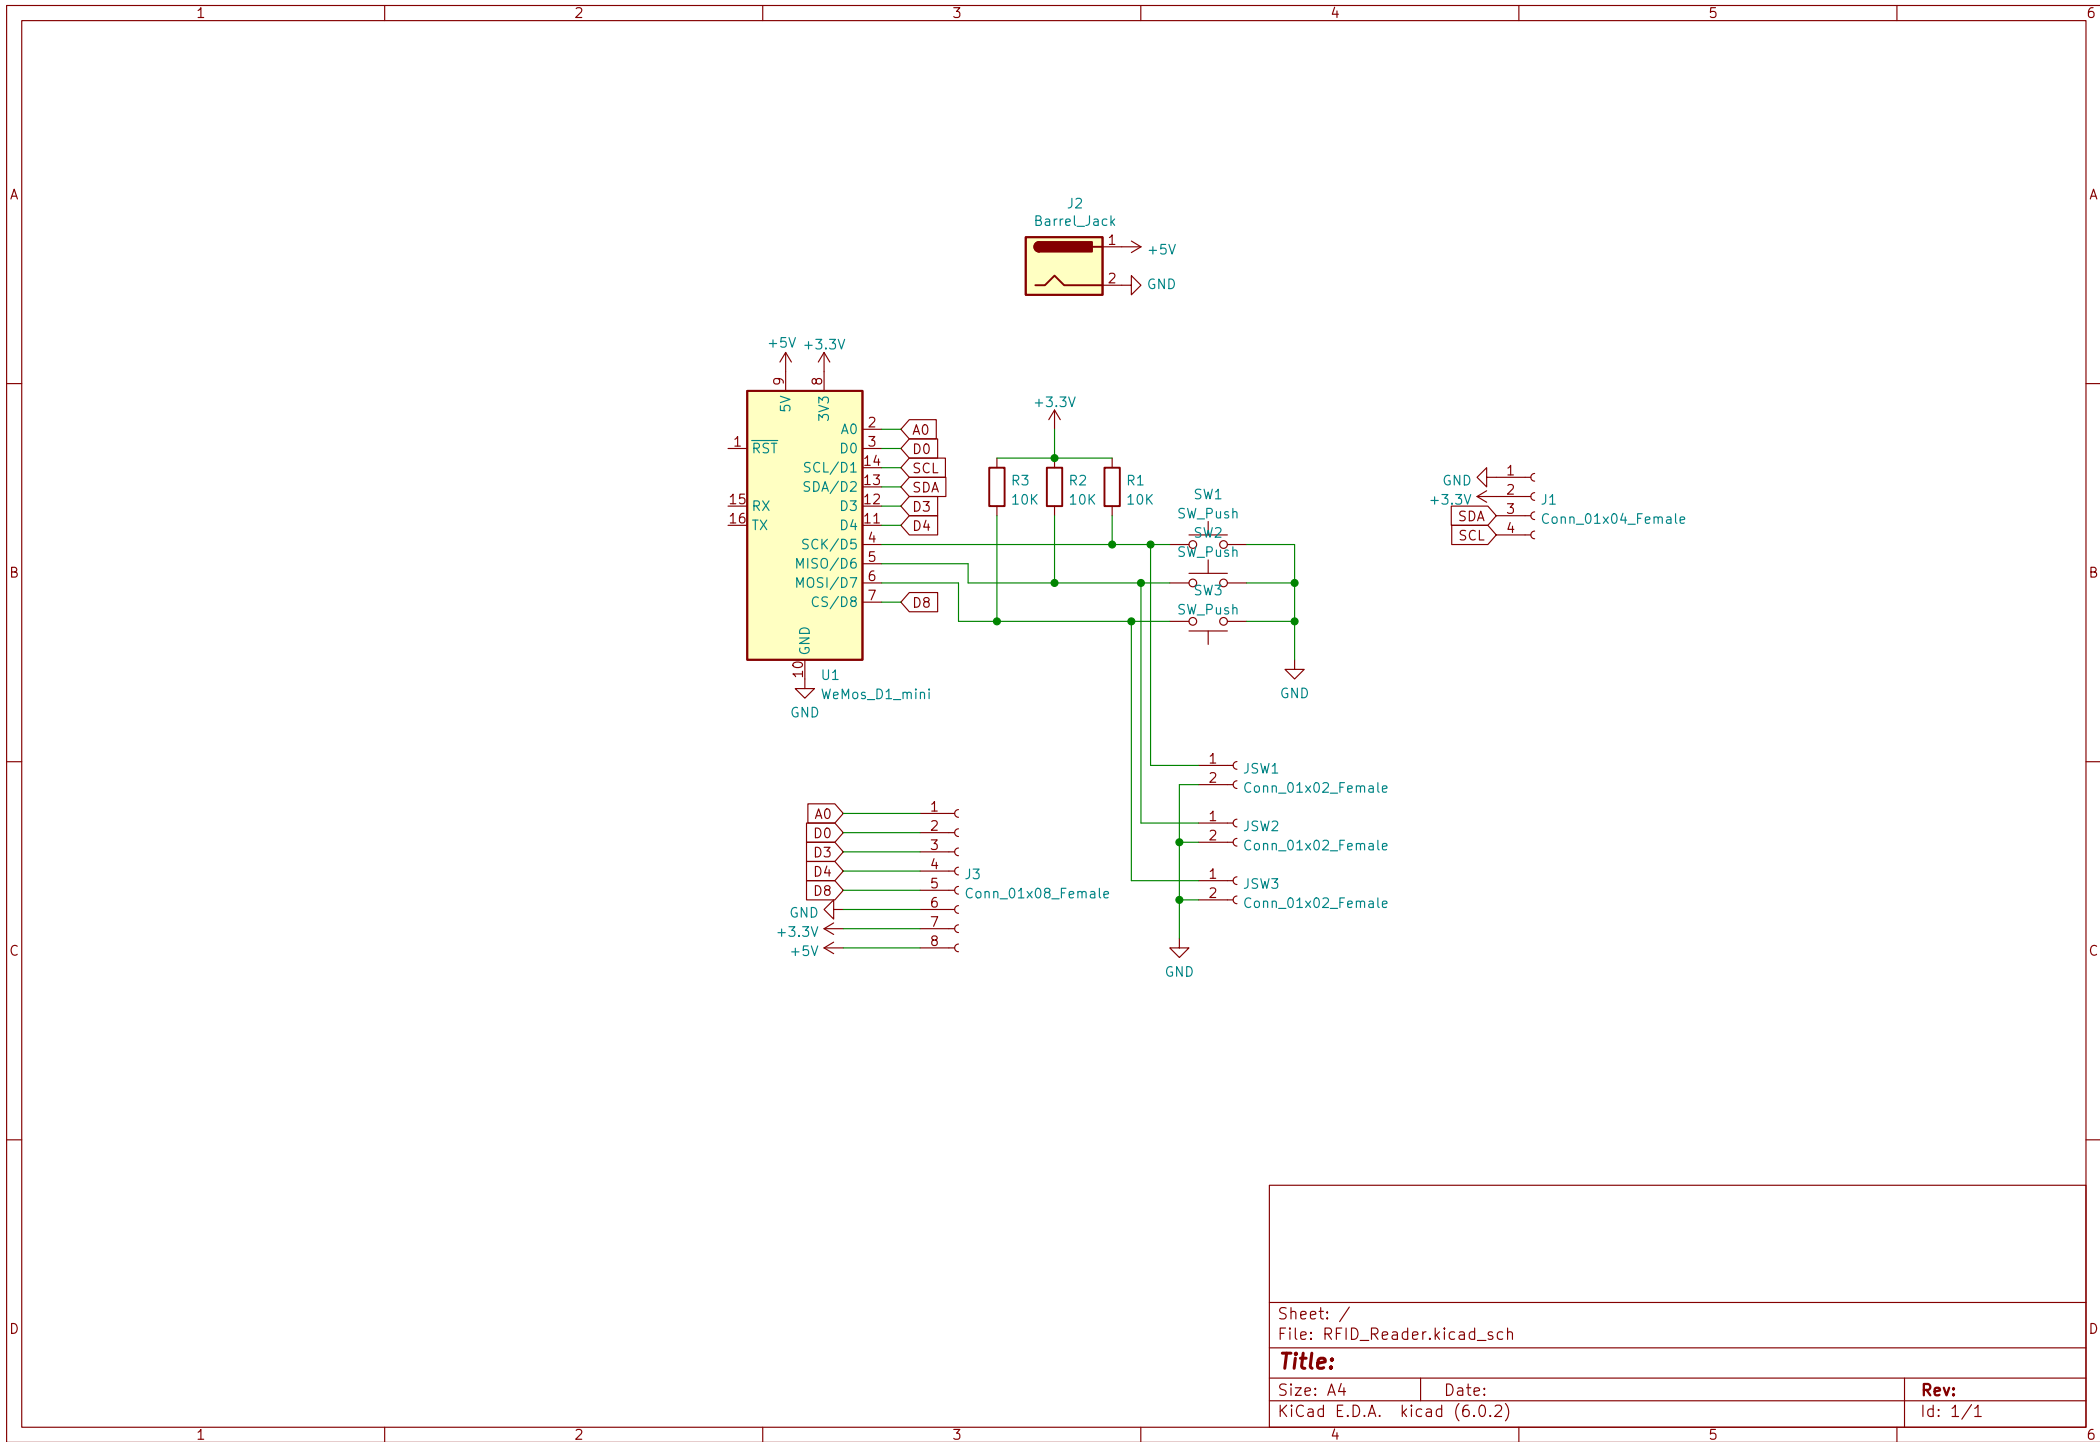 1 2 3 4 5 6
A A
J2
Barrel_Jack
1 +5V
2 GND
+5V +3.3V
9 8
5V 3V3
+3.3V
A0 2 A0
1 RST D0 3 D0
SCL/D1 14 SCL
SDA/D2 13 SDA
15 RX D3 12 D3
16 TX D4 11 D4
SCK/D5 4
MISO/D6 5
MOSI/D7 6
CS/D8 7 D8
GND
10
U1
WeMos_D1_mini
GND
R3 R2 R1
10K 10K 10K
SW1
SW_Push
SW2
SW_Push
SW3
SW_Push
GND
GND 1
+3.3V 2 J1
SDA 3 Conn_01x04_Female
SCL 4
B B
1 JSW1
2 Conn_01x02_Female
1 JSW2
2 Conn_01x02_Female
1 JSW3
2 Conn_01x02_Female
GND
A0 1
D0 2
D3 3
D4 4 J3
D8 5 Conn_01x08_Female
GND 6
+3.3V 7
+5V 8
C C
D D
Sheet: /
File: RFID_Reader.kicad_sch
Title:
Size: A4 Date: Rev:
KiCad E.D.A. kicad (6.0.2) Id: 1/1
1 2 3 4 5 6